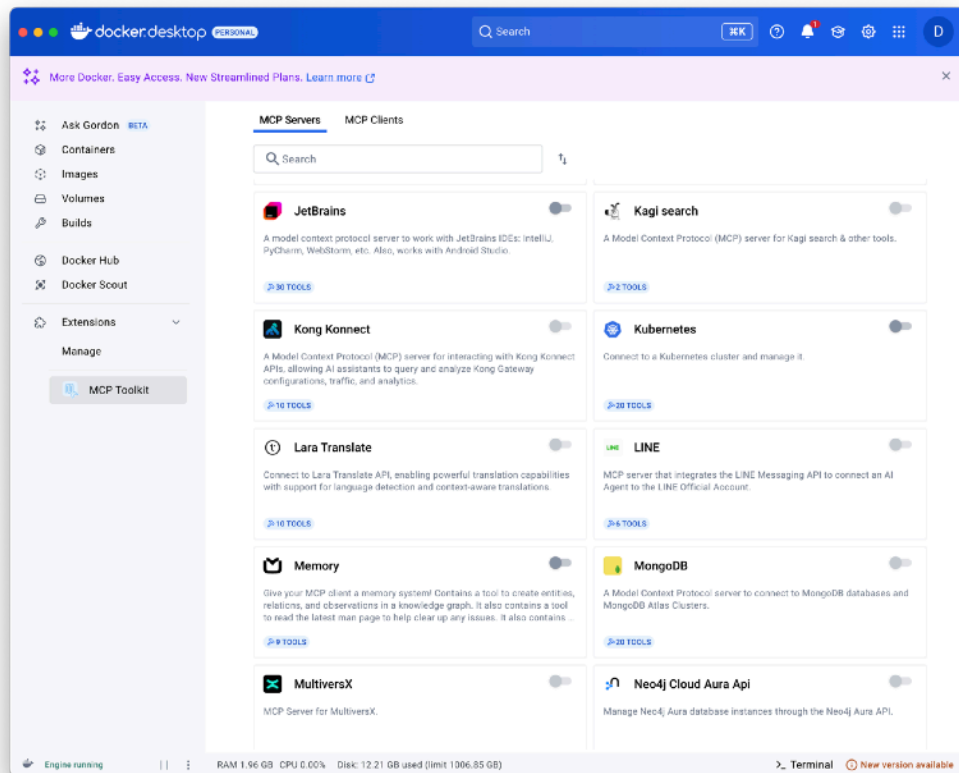 docker.desktop PERSONAL
Search
⌘K
1
D
More Docker. Easy Access. New Streamlined Plans. Learn more
Ask Gordon BETA
Containers
Images
Volumes
Builds
Docker Hub
Docker Scout
Extensions
Manage
MCP Toolkit
MCP Servers
MCP Clients
Search
JetBrains
A model context protocol server to work with JetBrains IDEs: IntelliJ,
PyCharm, WebStorm, etc. Also, works with Android Studio.
30 TOOLS
Kagi search
A Model Context Protocol (MCP) server for Kagi search & other tools.
2 TOOLS
Kong Konnect
A Model Context Protocol (MCP) server for interacting with Kong Konnect
APIs, allowing AI assistants to query and analyze Kong Gateway
configurations, traffic, and analytics.
10 TOOLS
Kubernetes
Connect to a Kubernetes cluster and manage it.
20 TOOLS
Lara Translate
Connect to Lara Translate API, enabling powerful translation capabilities
with support for language detection and context-aware translations.
10 TOOLS
LINE
LINE
MCP server that integrates the LINE Messaging API to connect an AI
Agent to the LINE Official Account.
6 TOOLS
Memory
Give your MCP client a memory system! Contains a tool to create entities,
relations, and observations in a knowledge graph. It also contains a tool
to read the latest man page to help clear up any issues. It also contains ...
9 TOOLS
MongoDB
A Model Context Protocol server to connect to MongoDB databases and
MongoDB Atlas Clusters.
20 TOOLS
MultiversX
MCP Server for MultiversX.
Neo4j Cloud Aura Api
Manage Neo4j Aura database instances through the Neo4j Aura API.
Engine running
RAM 1.96 GB CPU 0.00% Disk: 12.21 GB used (limit 1006.85 GB)
Terminal
New version available